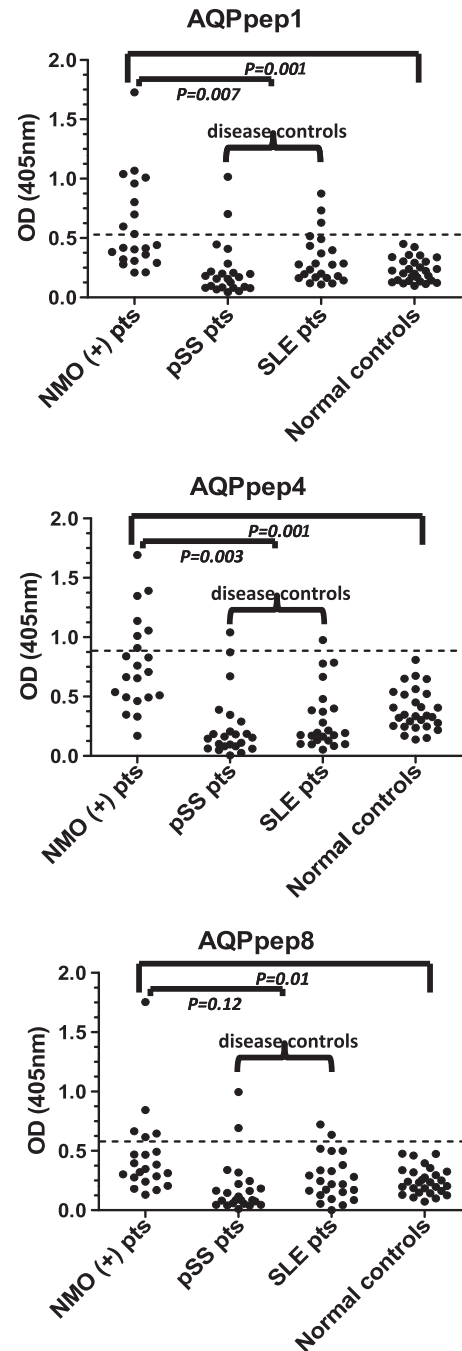 AQPpep1
P=0.001
P=0.007
disease controls
OD (405nm)
2.0
1.5
1.0
0.5
0.0
NMO (+) pts
pSS pts
SLE pts
Normal controls
AQPpep4
P=0.001
P=0.003
disease controls
OD (405nm)
2.0
1.5
1.0
0.5
0.0
NMO (+) pts
pSS pts
SLE pts
Normal controls
AQPpep8
P=0.01
P=0.12
disease controls
OD (405nm)
2.0
1.5
1.0
0.5
0.0
NMO (+) pts
pSS pts
SLE pts
Normal controls